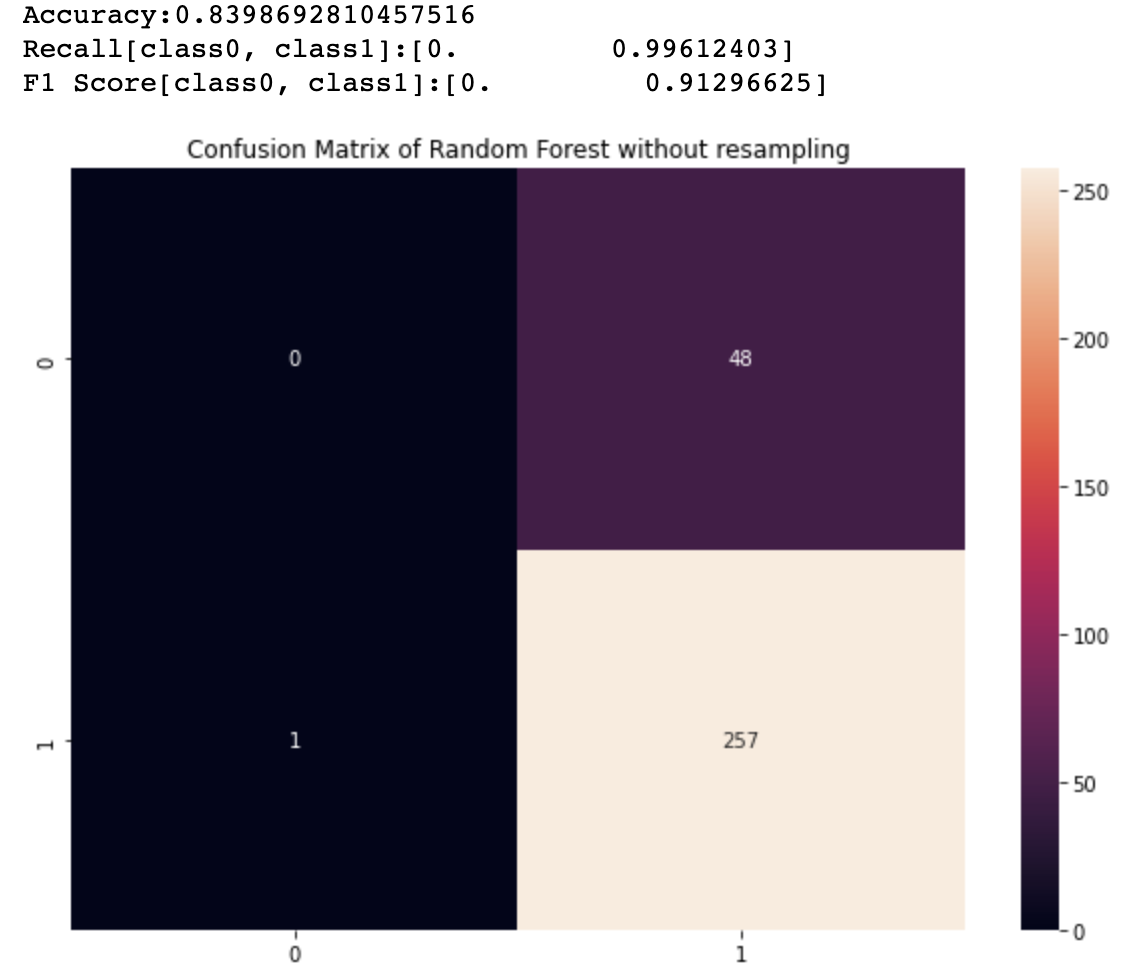 Accuracy:0.8398692810457516
Recall[class0, class1]:[0.         0.99612403]
F1 Score[class0, class1]:[0.         0.91296625]
Confusion Matrix of Random Forest without resampling
250
200
150
100
50
0
0
0 48
1
1 257
0 1